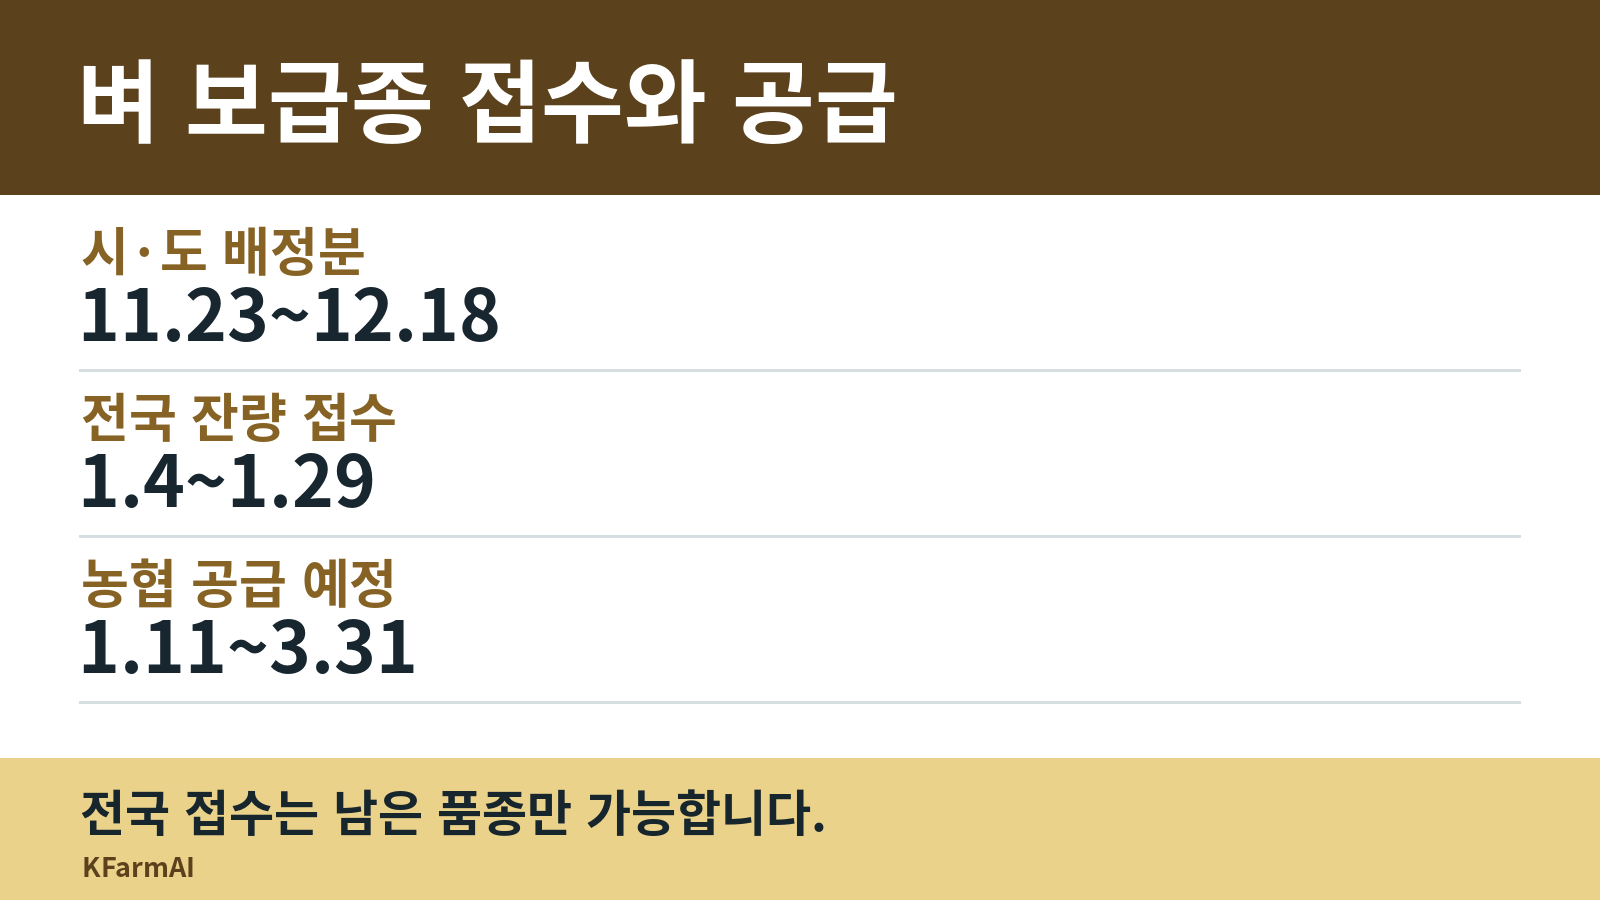 벼 보급종 접수와 공급
시·도 배정분
11.23~12.18
전국 잔량 접수
1.4~1.29
농협 공급 예정
1.11~3.31
전국 접수는 남은 품종만 가능합니다.
KFarmAI